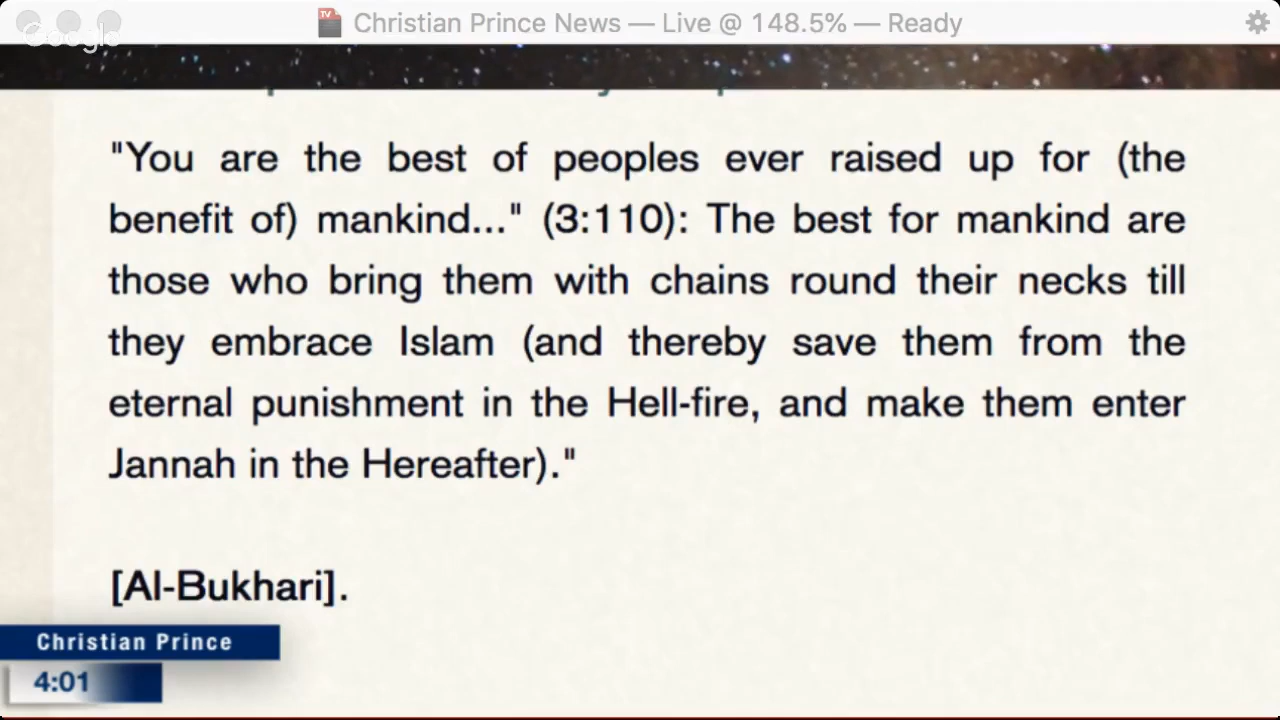 TV Christian Prince News — Live @ 148.5% — Ready
Google
"You are the best of peoples ever raised up for (the
benefit of) mankind..." (3:110): The best for mankind are
those who bring them with chains round their necks till
they embrace Islam (and thereby save them from the
eternal punishment in the Hell-fire, and make them enter
Jannah in the Hereafter)."
[Al-Bukhari].
Christian Prince
4:01